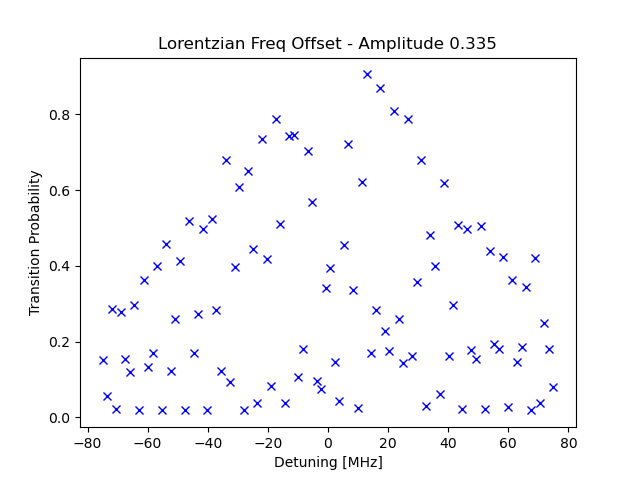 Lorentzian Freq Offset - Amplitude 0.335
0.8
0.6
0.4
0.2
0.0
Transition Probability
−80 −60 −40 −20 0 20 40 60 80
Detuning [MHz]